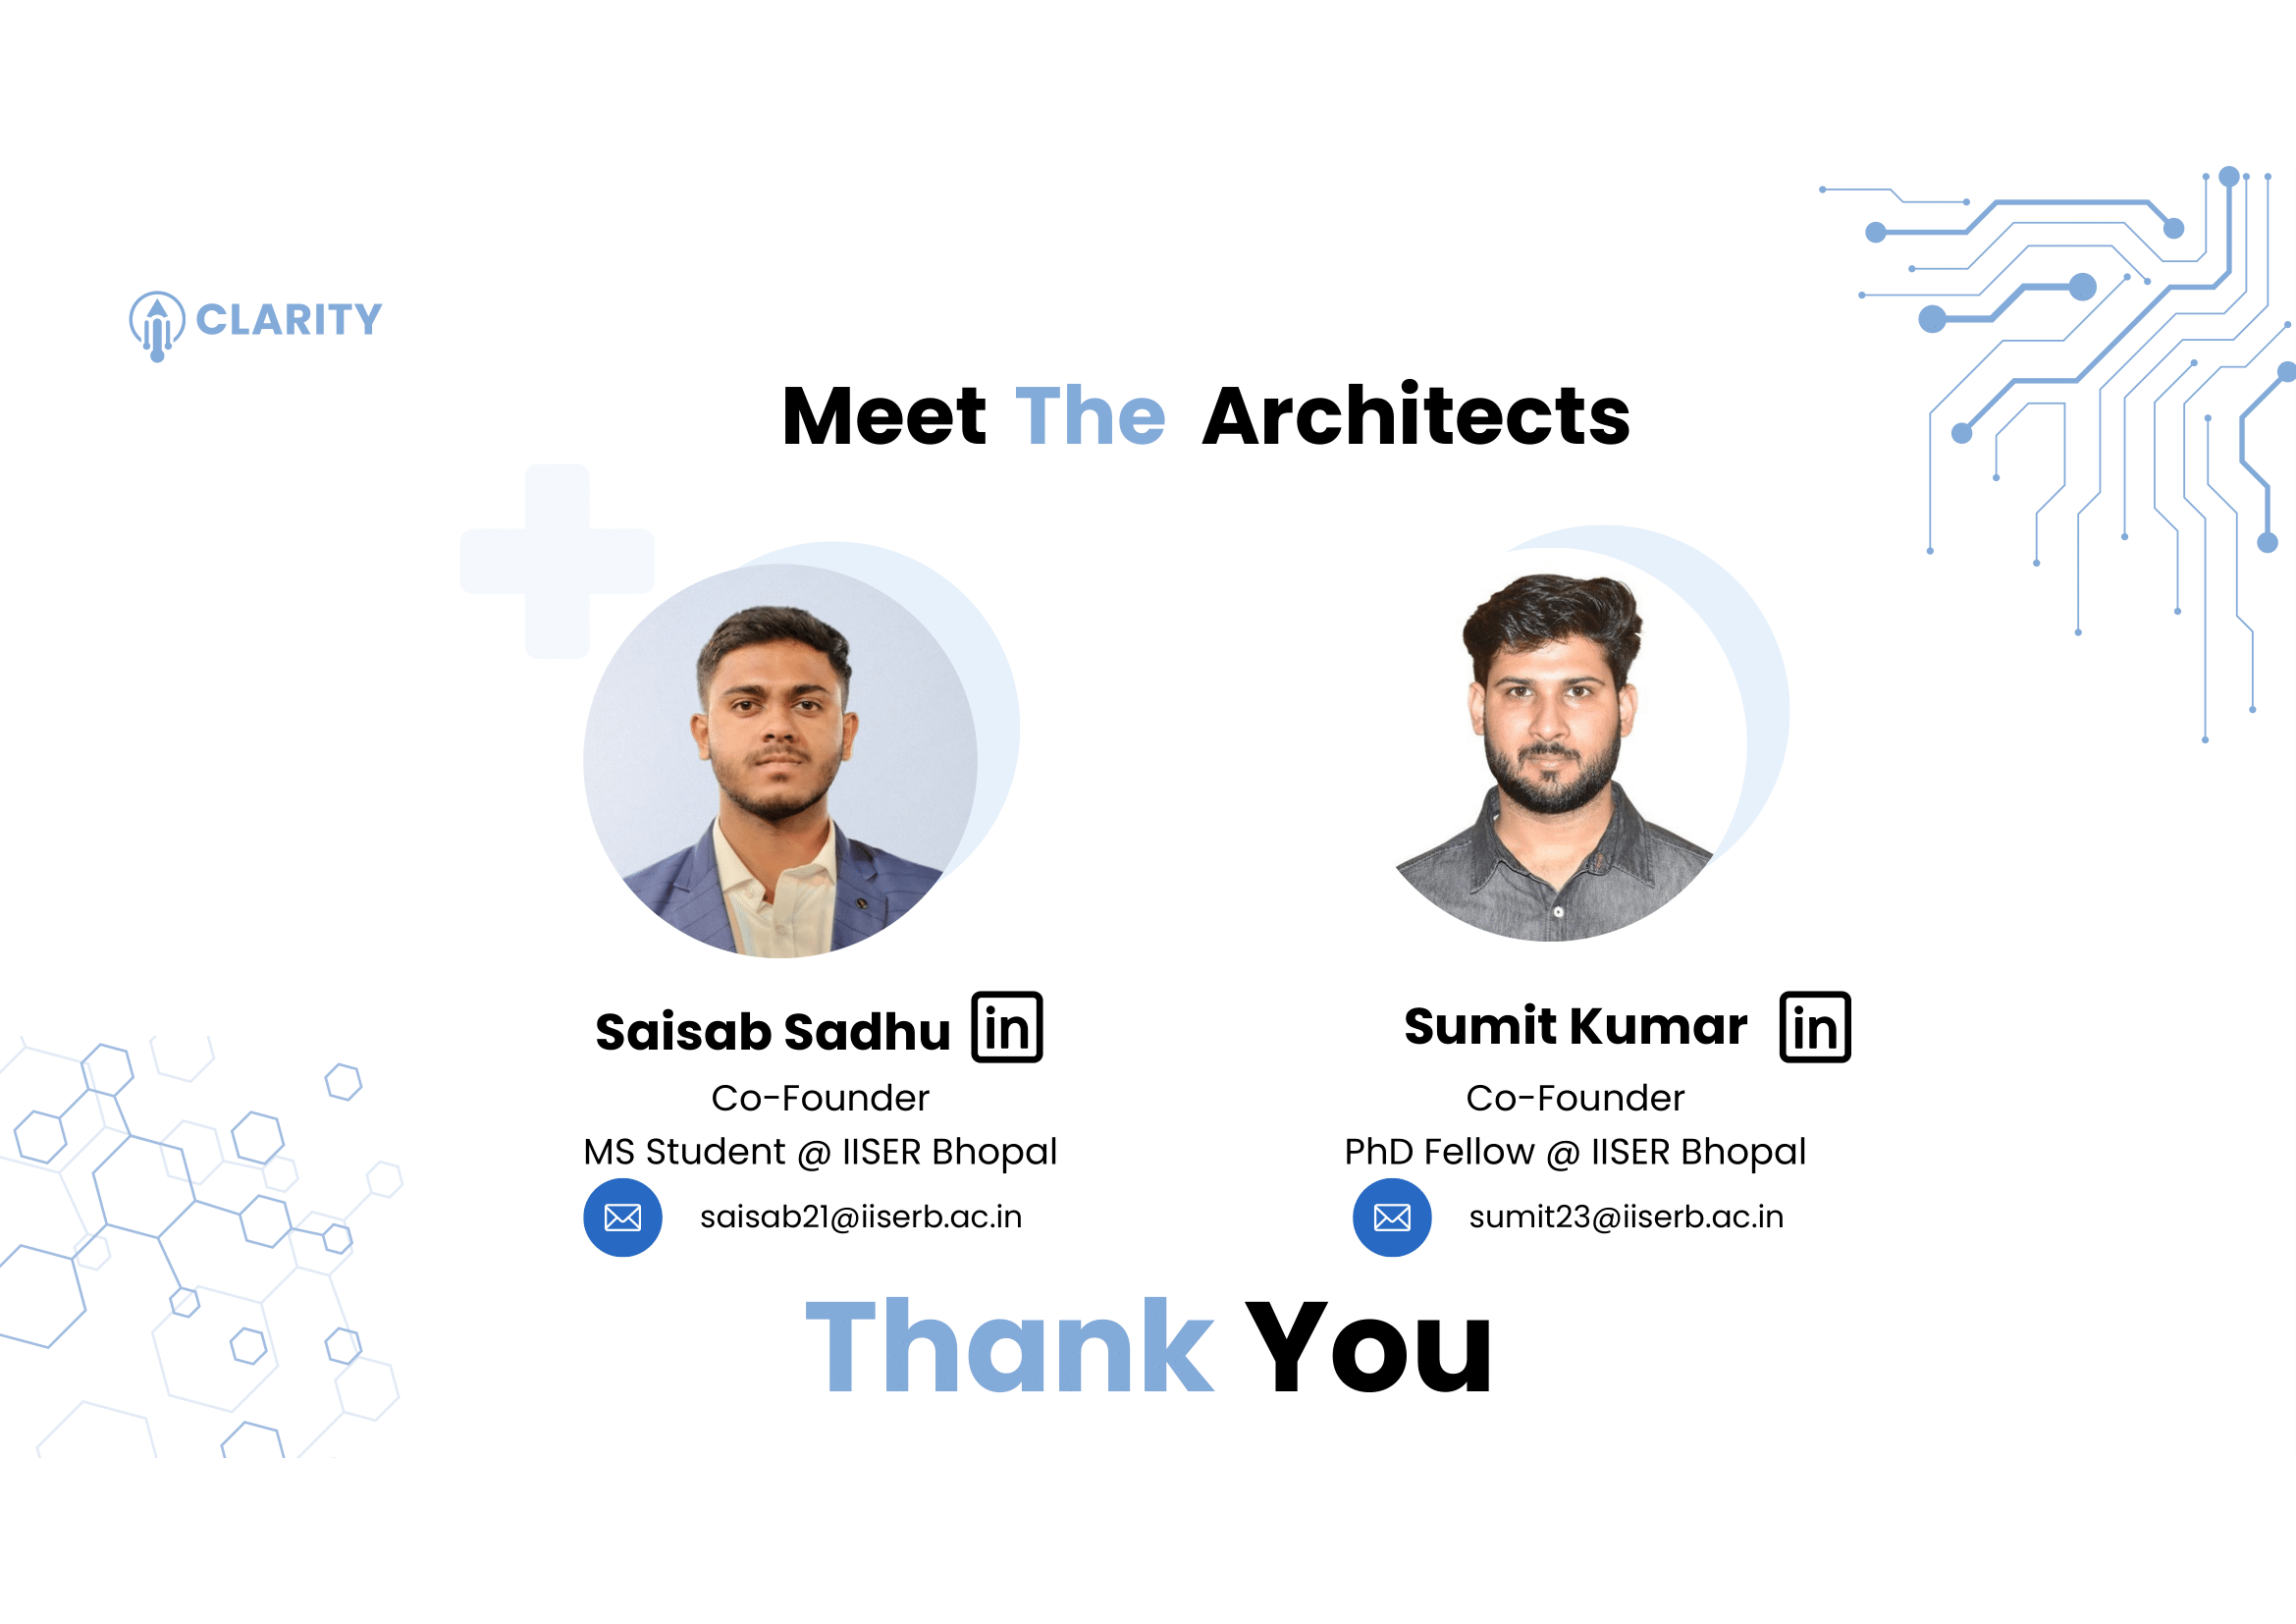 CLARITY
Meet The Architects
Saisab Sadhu in
Co-Founder
MS Student @ IISER Bhopal
saisab21@iiserb.ac.in
Sumit Kumar in
Co-Founder
PhD Fellow @ IISER Bhopal
sumit23@iiserb.ac.in
Thank You